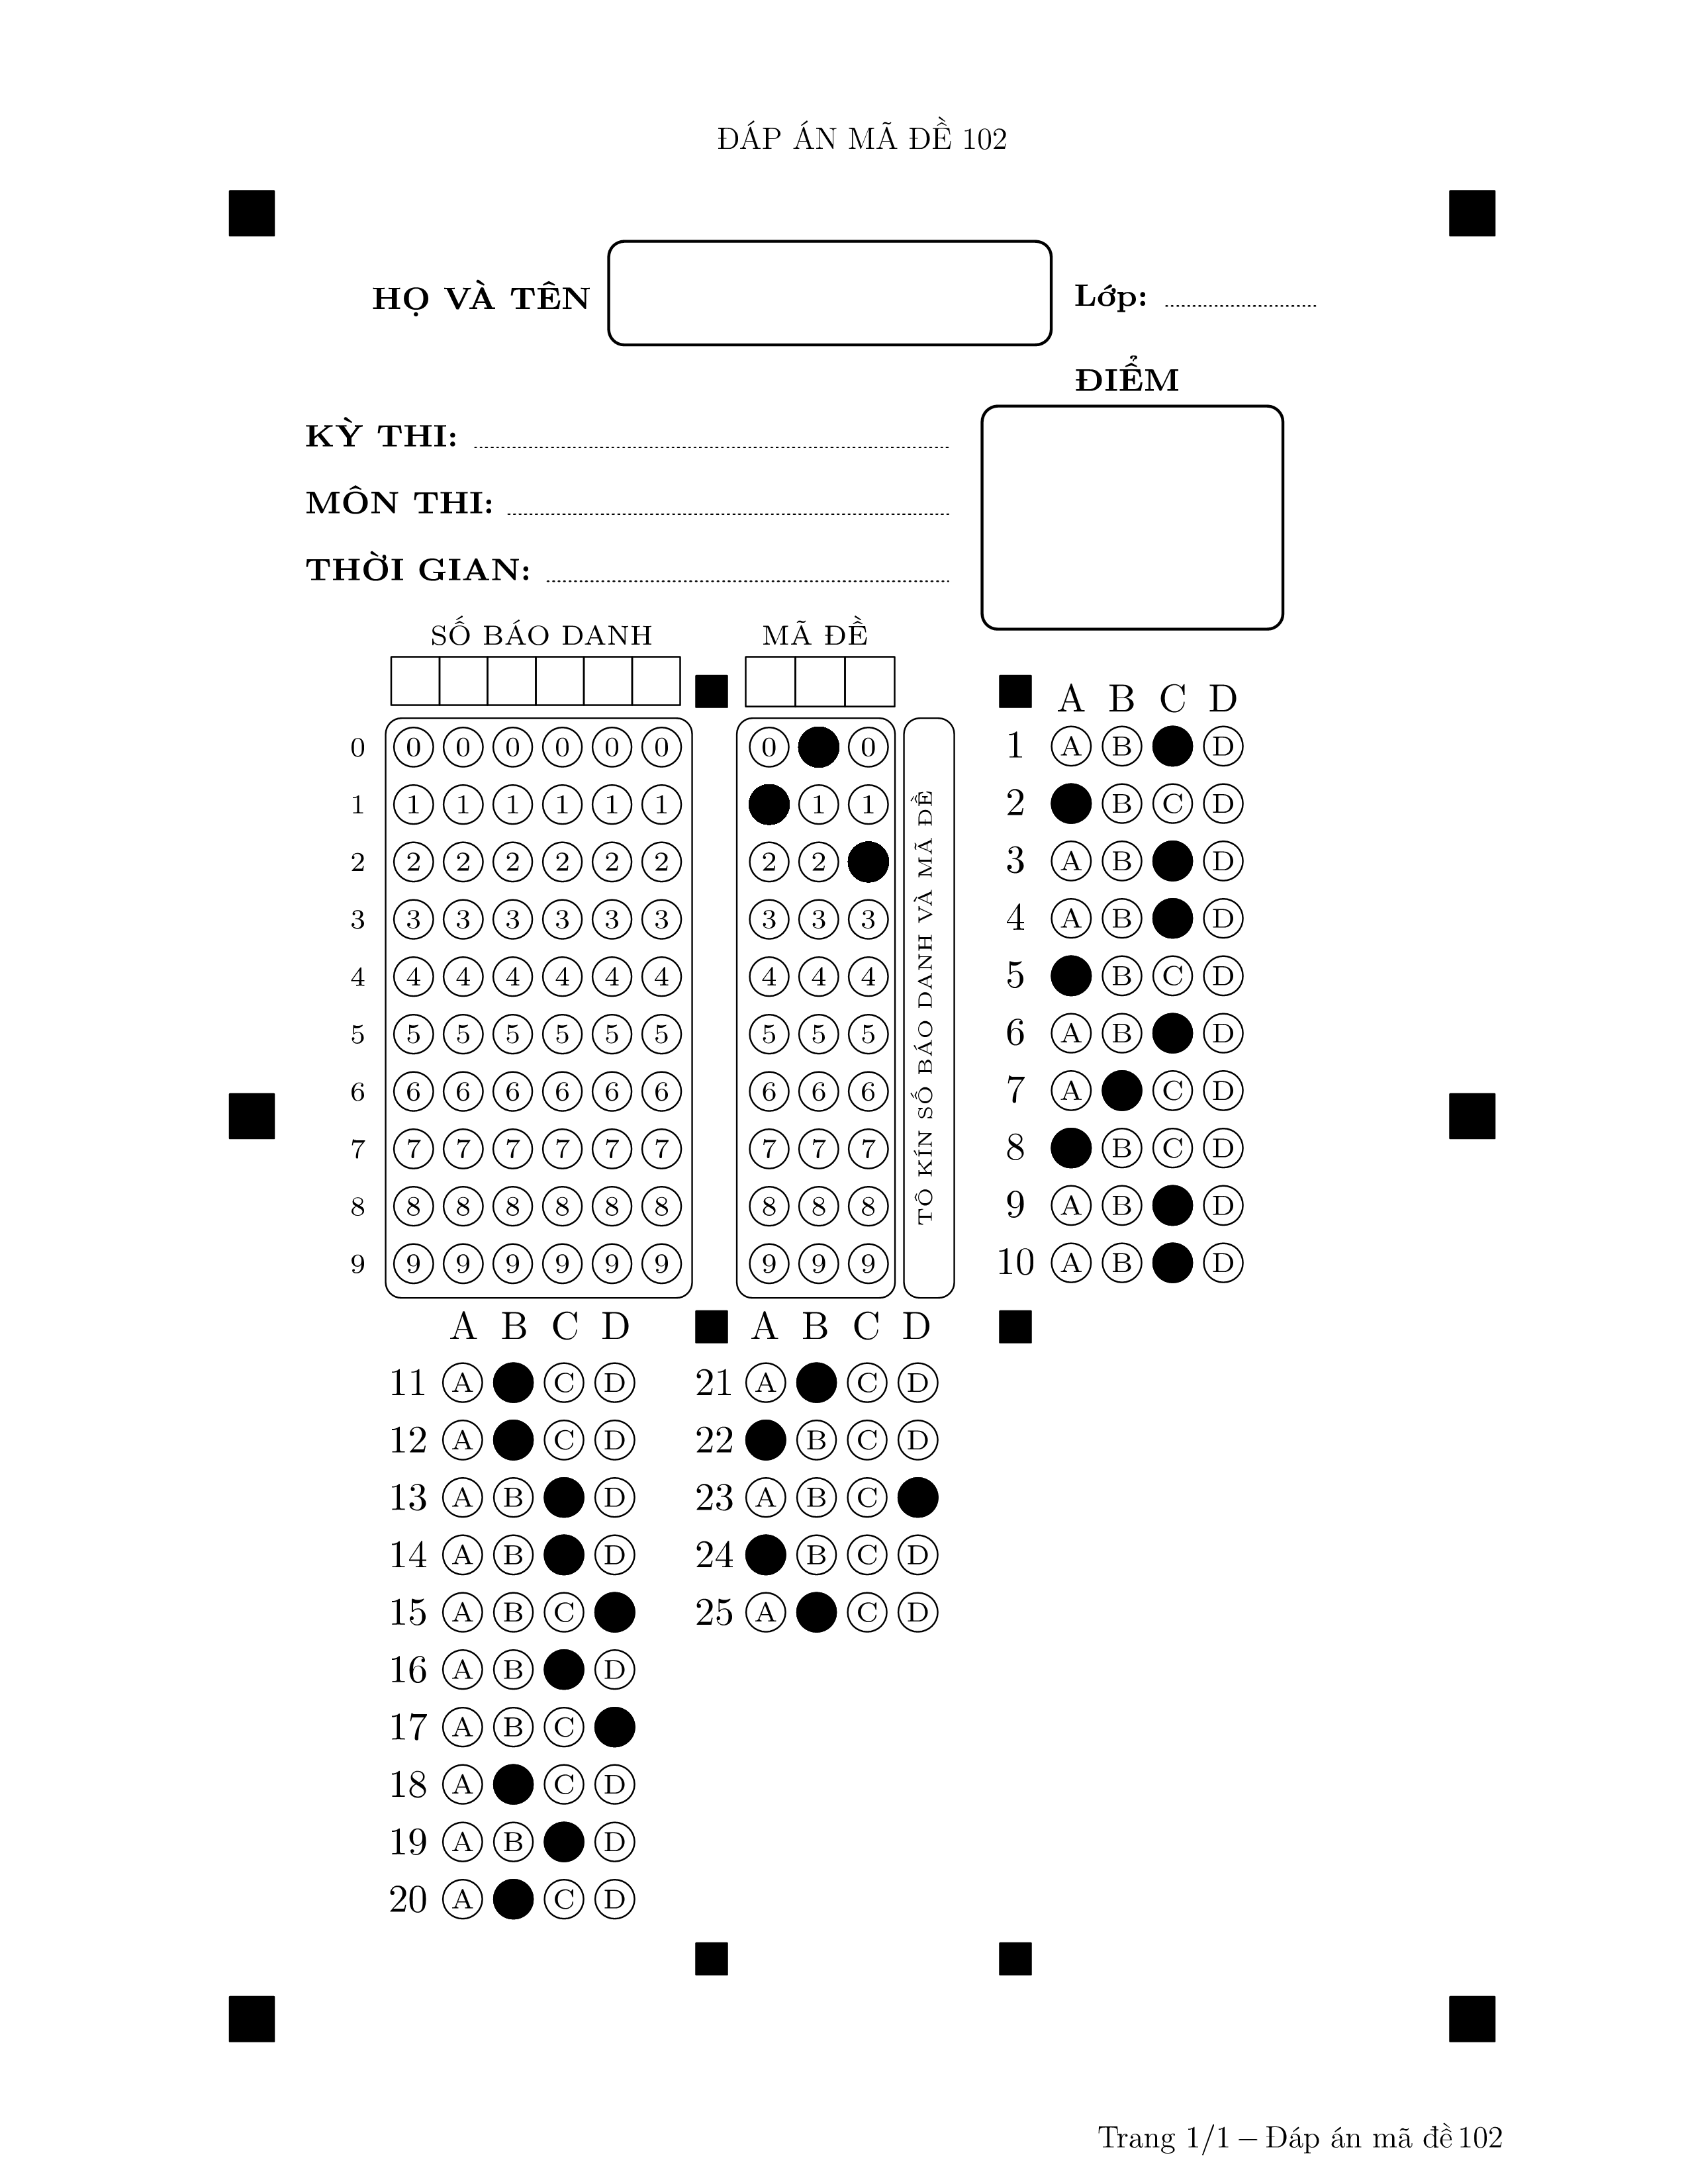 ĐÁP ÁN MÃ ĐỀ 102
HỌ VÀ TÊN
Lớp:
ĐIỂM
KỲ THI:
MÔN THI:
THỜI GIAN:
SỐ BÁO DANH
MÃ ĐỀ
0 0 0 0 0 0 0 0 0
1 1 1 1 1 1 1 1 1
2 2 2 2 2 2 2 2 2
3 3 3 3 3 3 3 3 3 3
4 4 4 4 4 4 4 4 4 4
5 5 5 5 5 5 5 5 5 5
6 6 6 6 6 6 6 6 6 6
7 7 7 7 7 7 7 7 7 7
8 8 8 8 8 8 8 8 8 8
9 9 9 9 9 9 9 9 9 9
TÔ KÍN SỐ BÁO DANH VÀ MÃ ĐỀ
A B C D
1 A B D
2 B C D
3 A B D
4 A B D
5 B C D
6 A B D
7 A C D
8 B C D
9 A B D
10 A B D
A B C D
11 A C D
12 A C D
13 A B D
14 A B D
15 A B C
16 A B D
17 A B C
18 A C D
19 A B D
20 A C D
A B C D
21 A C D
22 B C D
23 A B C
24 B C D
25 A C D
Trang 1/1 – Đáp án mã đề 102